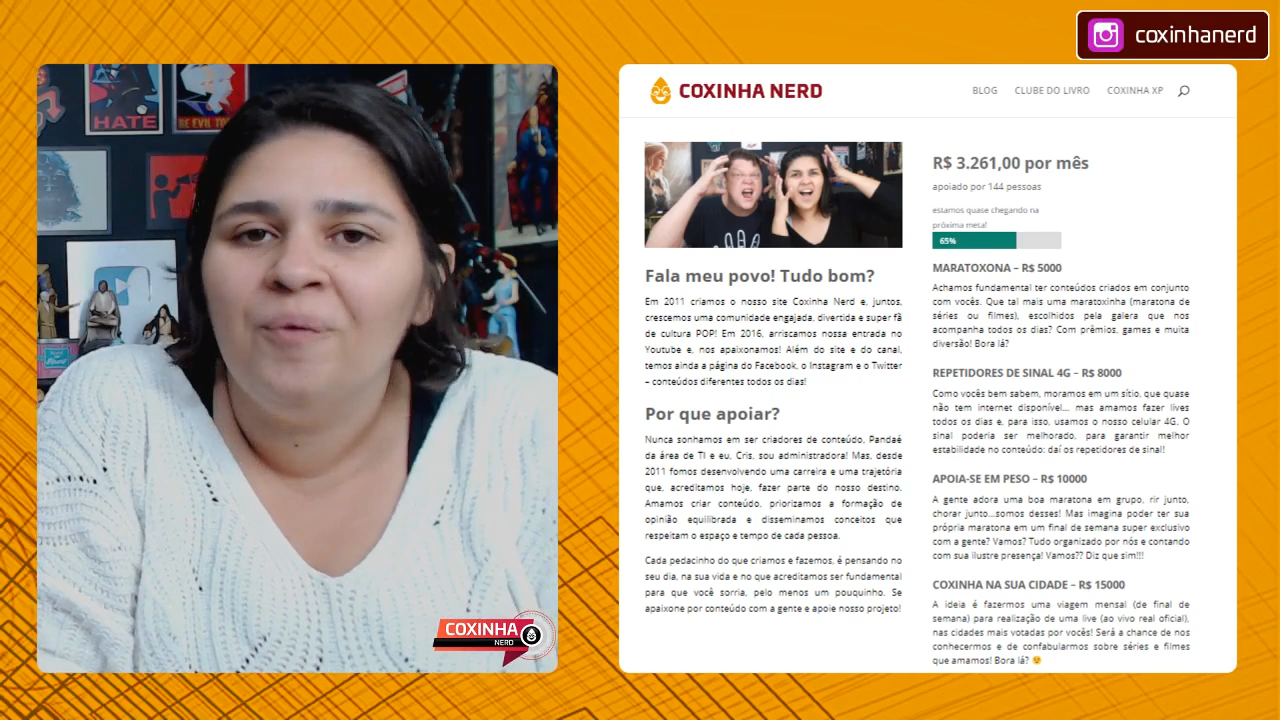 coxinhanerd
HATE
BE EVIL
COXINHA
NERD
COXINHA NERD
BLOG
CLUBE DO LIVRO
COXINHA XP
Fala meu povo! Tudo bom?
Em 2011 criamos o nosso site Coxinha Nerd e, juntos,
crescemos uma comunidade engajada, divertida e super fã
de cultura POP! Em 2016, arriscamos nossa entrada no
Youtube e, nos apaixonamos! Além do site e do canal,
temos ainda a página do Facebook, o Instagram e o Twitter
– conteúdos diferentes todos os dias!
Por que apoiar?
Nunca sonhamos em ser criadores de conteúdo, Pandaé
da área de TI e eu, Cris, sou administradora! Mas, desde
2011 fomos desenvolvendo uma carreira e uma trajetória
que, acreditamos hoje, fazer parte do nosso destino.
Amamos criar conteúdo, priorizamos a formação de
opinião equilibrada e disseminamos conceitos que
respeitam o espaço e tempo de cada pessoa.
Cada pedacinho do que criamos e fazemos, é pensando no
seu dia, na sua vida e no que acreditamos ser fundamental
para que você sorria, pelo menos um pouquinho. Se
apaixone por conteúdo com a gente e apoie nosso projeto!
R$ 3.261,00 por mês
apoiado por 144 pessoas
estamos quase chegando na
próxima meta!
65%
MARATOXONA – R$ 5000
Achamos fundamental ter conteúdos criados em conjunto
com vocês. Que tal mais uma maratoxinha (maratona de
séries ou filmes), escolhidos pela galera que nos
acompanha todos os dias? Com prêmios, games e muita
diversão! Bora lá?
REPETIDORES DE SINAL 4G – R$ 8000
Como vocês bem sabem, moramos em um sítio, que quase
não tem internet disponível... mas amamos fazer lives
todos os dias e, para isso, usamos o nosso celular 4G. O
sinal poderia ser melhorado, para garantir melhor
estabilidade no conteúdo: daí os repetidores de sinal!
APOIA-SE EM PESO – R$ 10000
A gente adora uma boa maratona em grupo, rir junto,
chorar junto...somos desses! Mas imagina poder ter sua
própria maratona em um final de semana super exclusivo
com a gente? Vamos? Tudo organizado por nós e contando
com sua ilustre presença! Vamos?? Diz que sim!!!
COXINHA NA SUA CIDADE – R$ 15000
A ideia é fazermos uma viagem mensal (de final de
semana) para realização de uma live (ao vivo real oficial),
nas cidades mais votadas por vocês! Será a chance de nos
conhecermos e de confabularmos sobre séries e filmes
que amamos! Bora lá? 😉